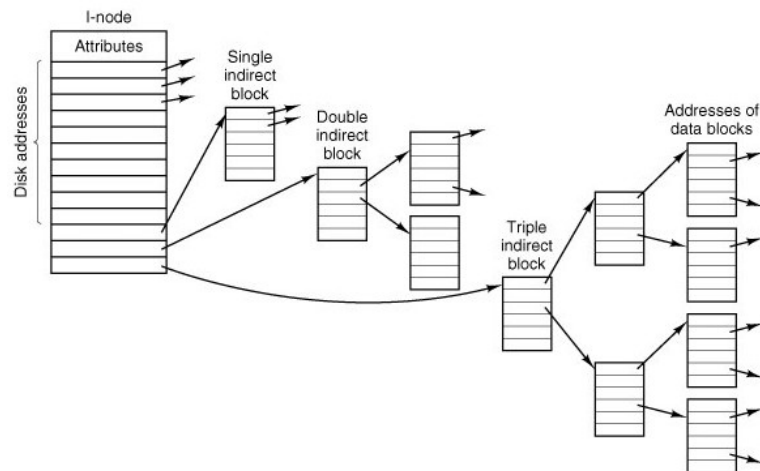 I-node
Attributes
Disk addresses
Single
indirect
block
Double
indirect
block
Triple
indirect
block
Addresses of
data blocks